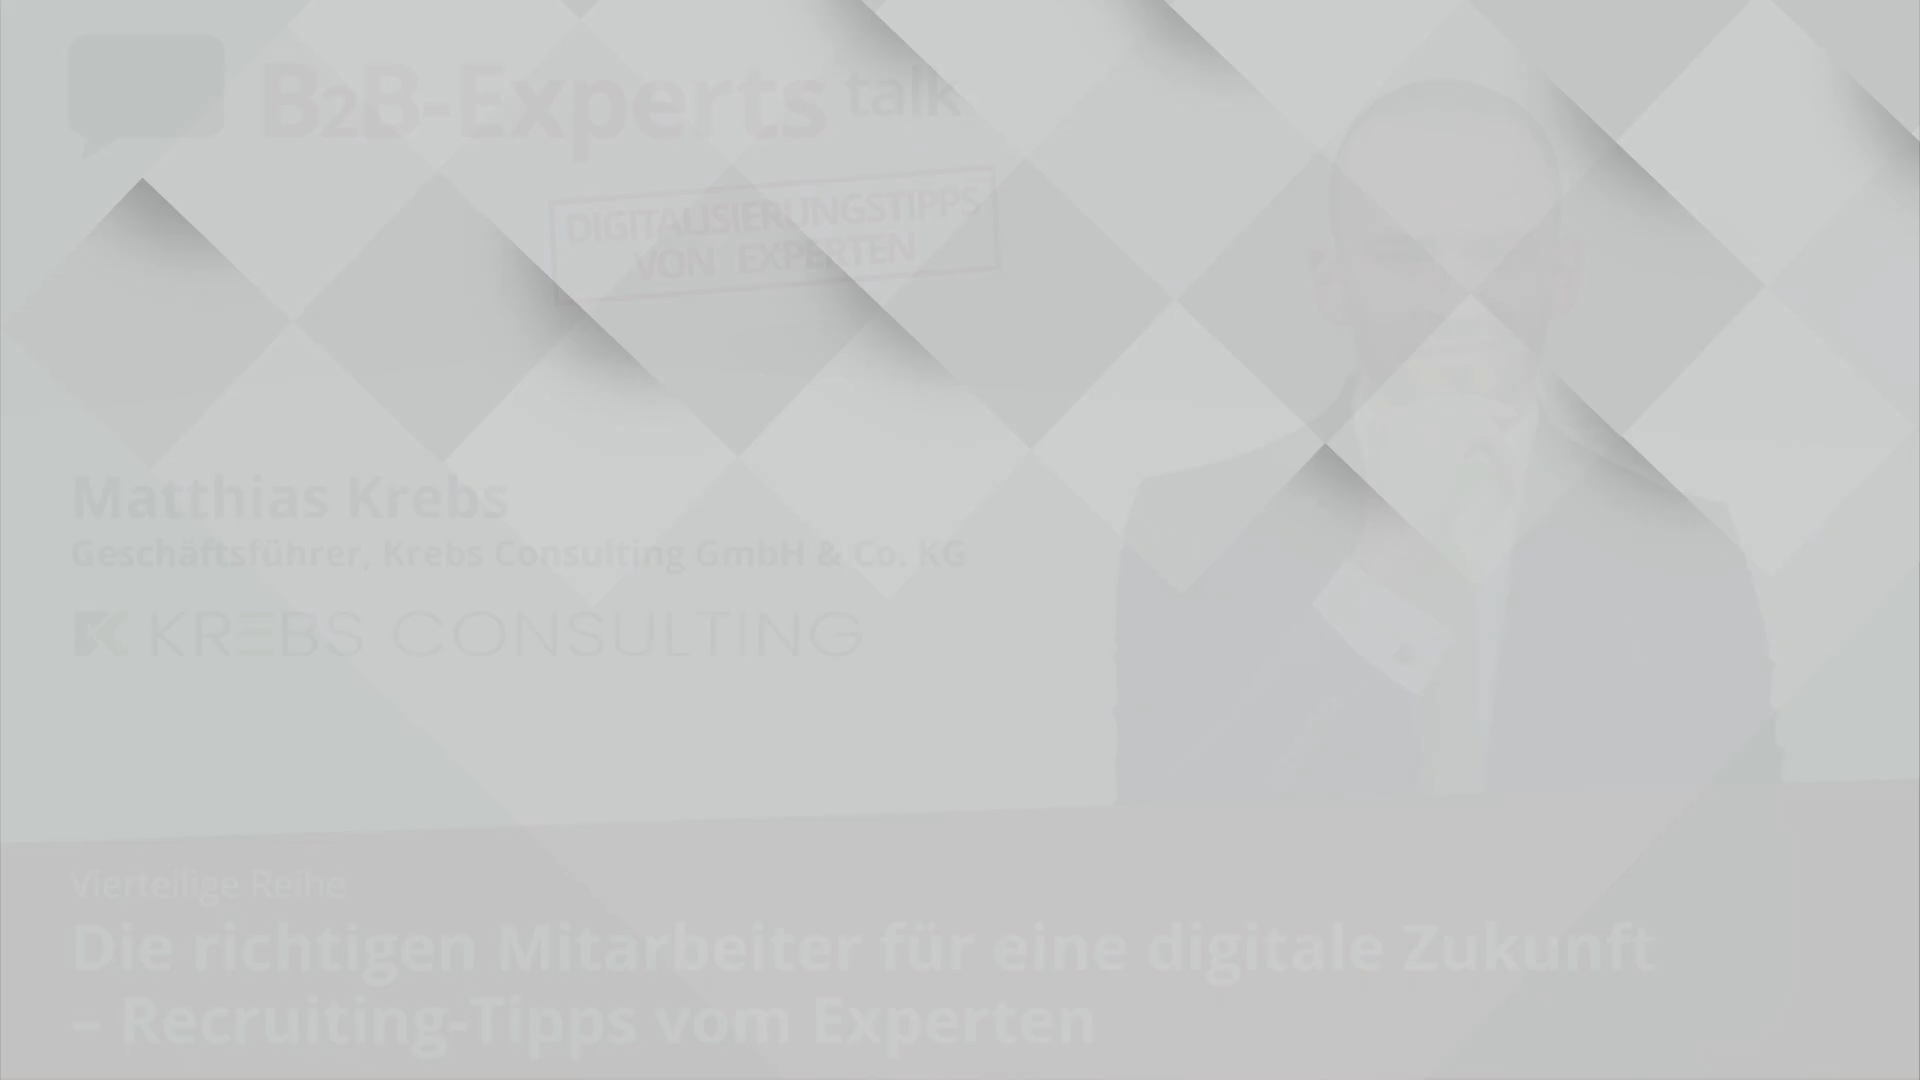 B2B-Experts talk
DIGITALISIERUNGSTIPPS
VON EXPERTEN
Matthias Krebs
Geschäftsführer, Krebs Consulting GmbH & Co. KG
KREBS CONSULTING
Vierteilige Reihe
Die richtigen Mitarbeiter für eine digitale Zukunft
– Recruiting-Tipps vom Experten